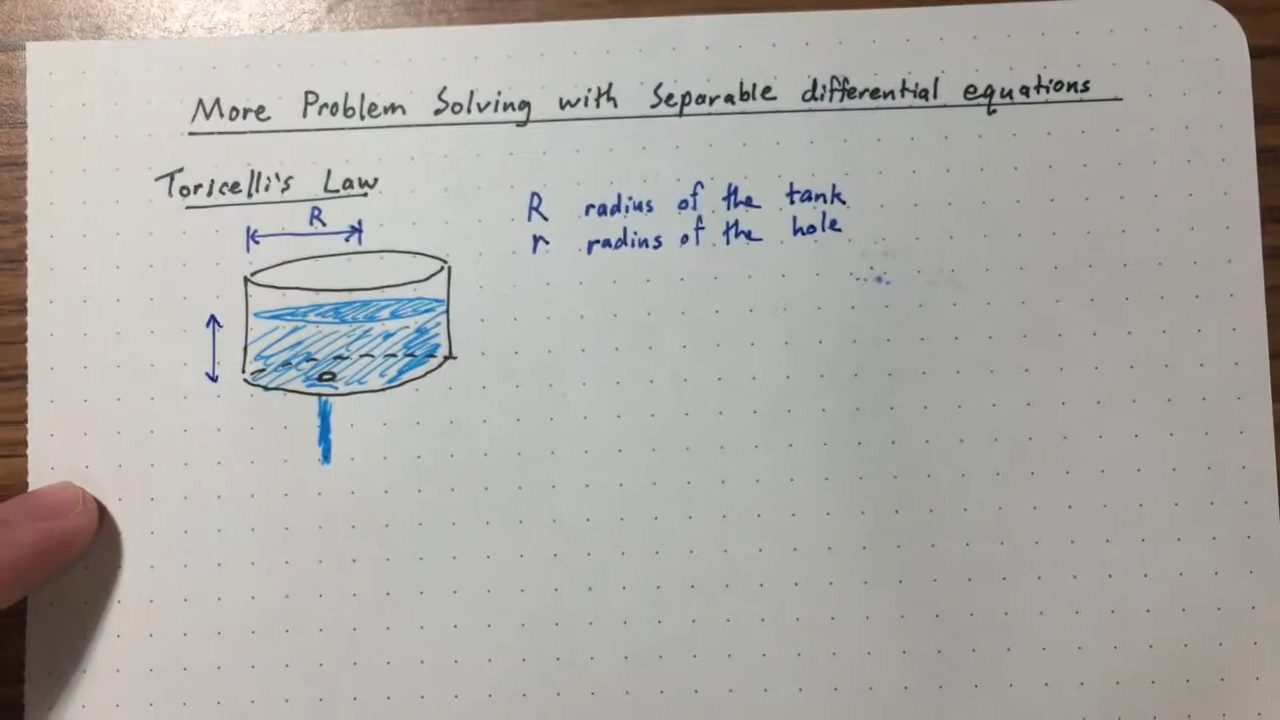 More Problem Solving with Separable differential equations
Toricelli's Law
R
R radius of the tank
r radius of the hole